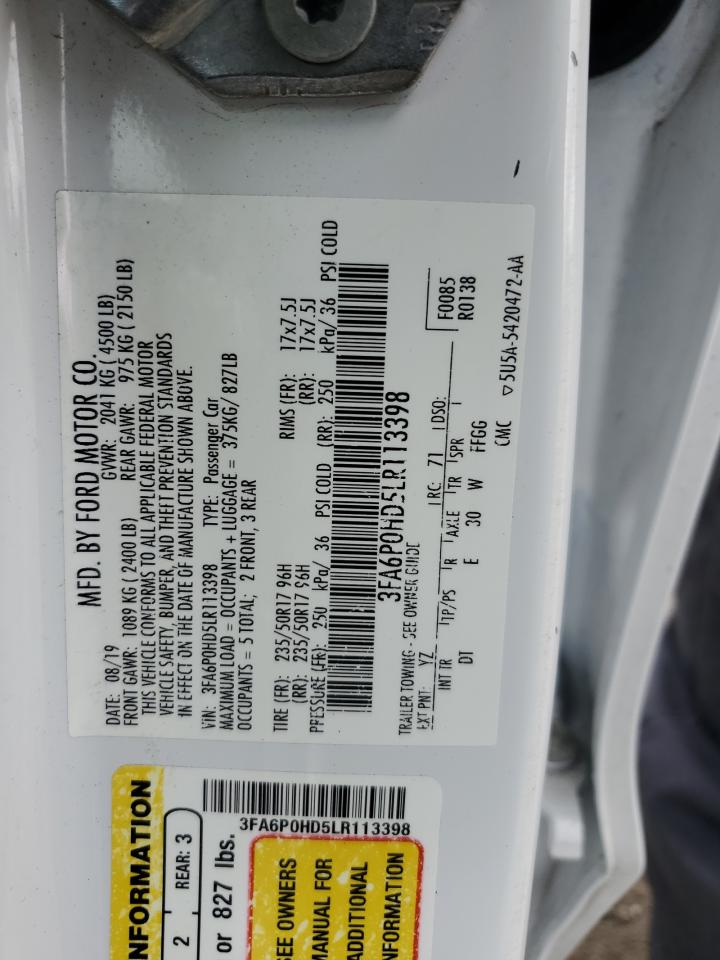 MFD. BY FORD MOTOR CO.
DATE: 08/19 GVWR: 2041 KG ( 4500 LB)
FRONT GAWR: 1089 KG (2400 LB) REAR GAWR: 975 KG ( 2150 LB)
THIS VEHICLE CONFORMS TO ALL APPLICABLE FEDERAL MOTOR
VEHICLE SAFETY, BUMPER, AND THEFT PREVENTION STANDARDS
IN EFFECT ON THE DATE OF MANUFACTURE SHOWN ABOVE.
VIN: 3FA6P0HD5LR113398 TYPE: Passenger Car
MAXIMUM LOAD = OCCUPANTS + LUGGAGE = 375KG/ 827LB
OCCUPANTS = 5 TOTAL; 2 FRONT, 3 REAR
TIRE (FR): 235/50R17 96H RIMS (FR): 17x7.5J
(RR): 235/50R17 96H (RR): 17x7.5J
PRESSURE (FR): 250 kPa/ 36 PSI COLD (RR): 250 kPa/ 36 PSI COLD
3FA6P0HD5LR113398
TRAILER TOWING - SEE OWNER GUIDE
EXT PNT: YZ RC: 71 DSO: F0085
R0138
INT TR TP/PS R AXLE TR SPR
DT E 30 W FFGG
CMC ▽5U5A-5420472-AA
NFORMATION
2 REAR: 3
or 827 lbs.
3FA6P0HD5LR113398
SEE OWNERS
MANUAL FOR
ADDITIONAL
INFORMATION